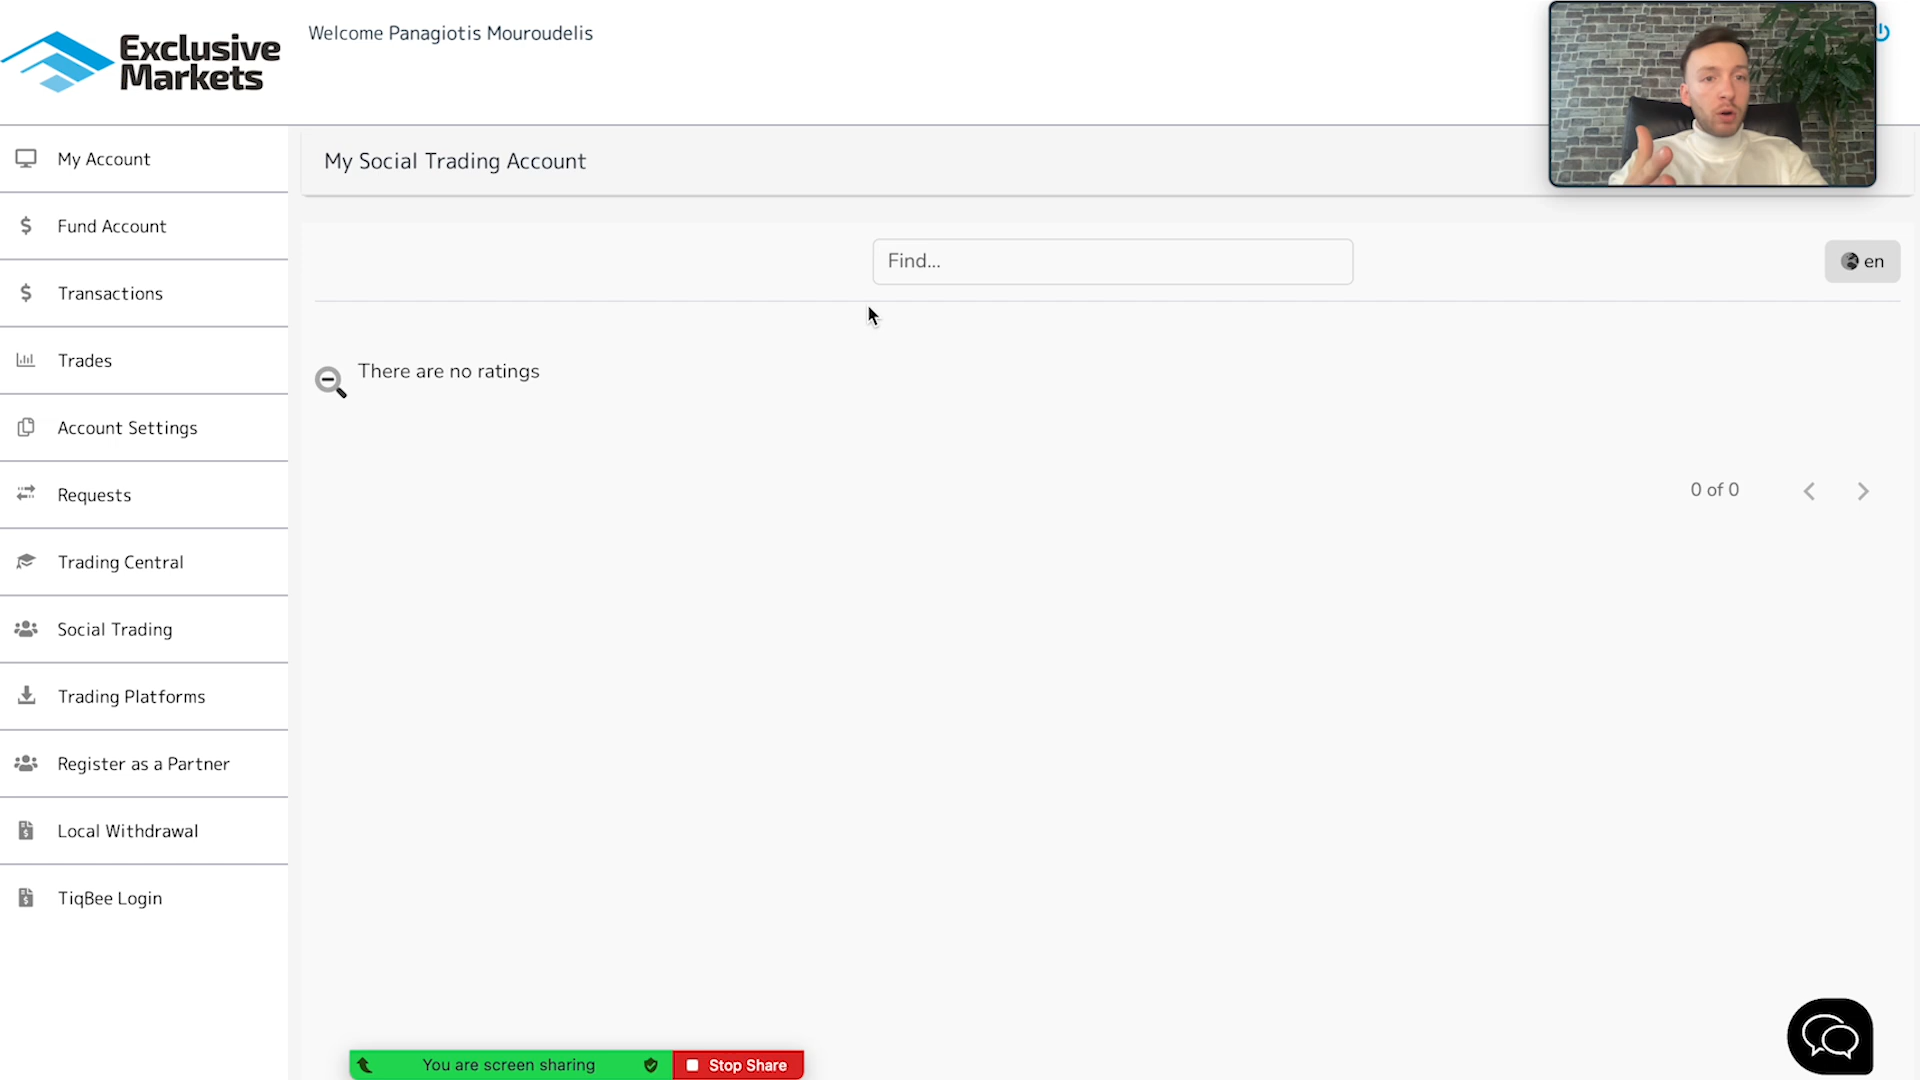 Exclusive
Markets
Welcome Panagiotis Mouroudelis
My Account
Fund Account
Transactions
Trades
Account Settings
Requests
Trading Central
Social Trading
Trading Platforms
Register as a Partner
Local Withdrawal
TiqBee Login
My Social Trading Account
Find...
en
There are no ratings
0 of 0
You are screen sharing
Stop Share